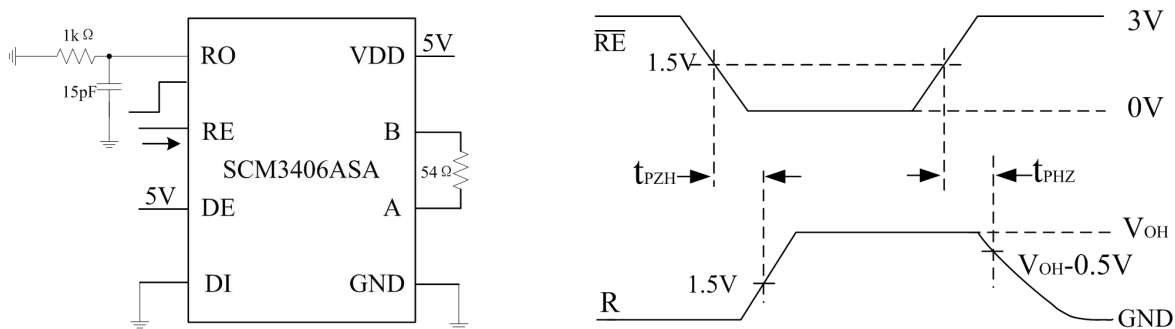 1kΩ
15pF
RO
VDD
5V
RE
B
SCM3406ASA
54Ω
5V
DE
A
DI
GND
RE
3V
1.5V
0V
tPZH
tPHZ
VOH
VOH-0.5V
1.5V
R
GND